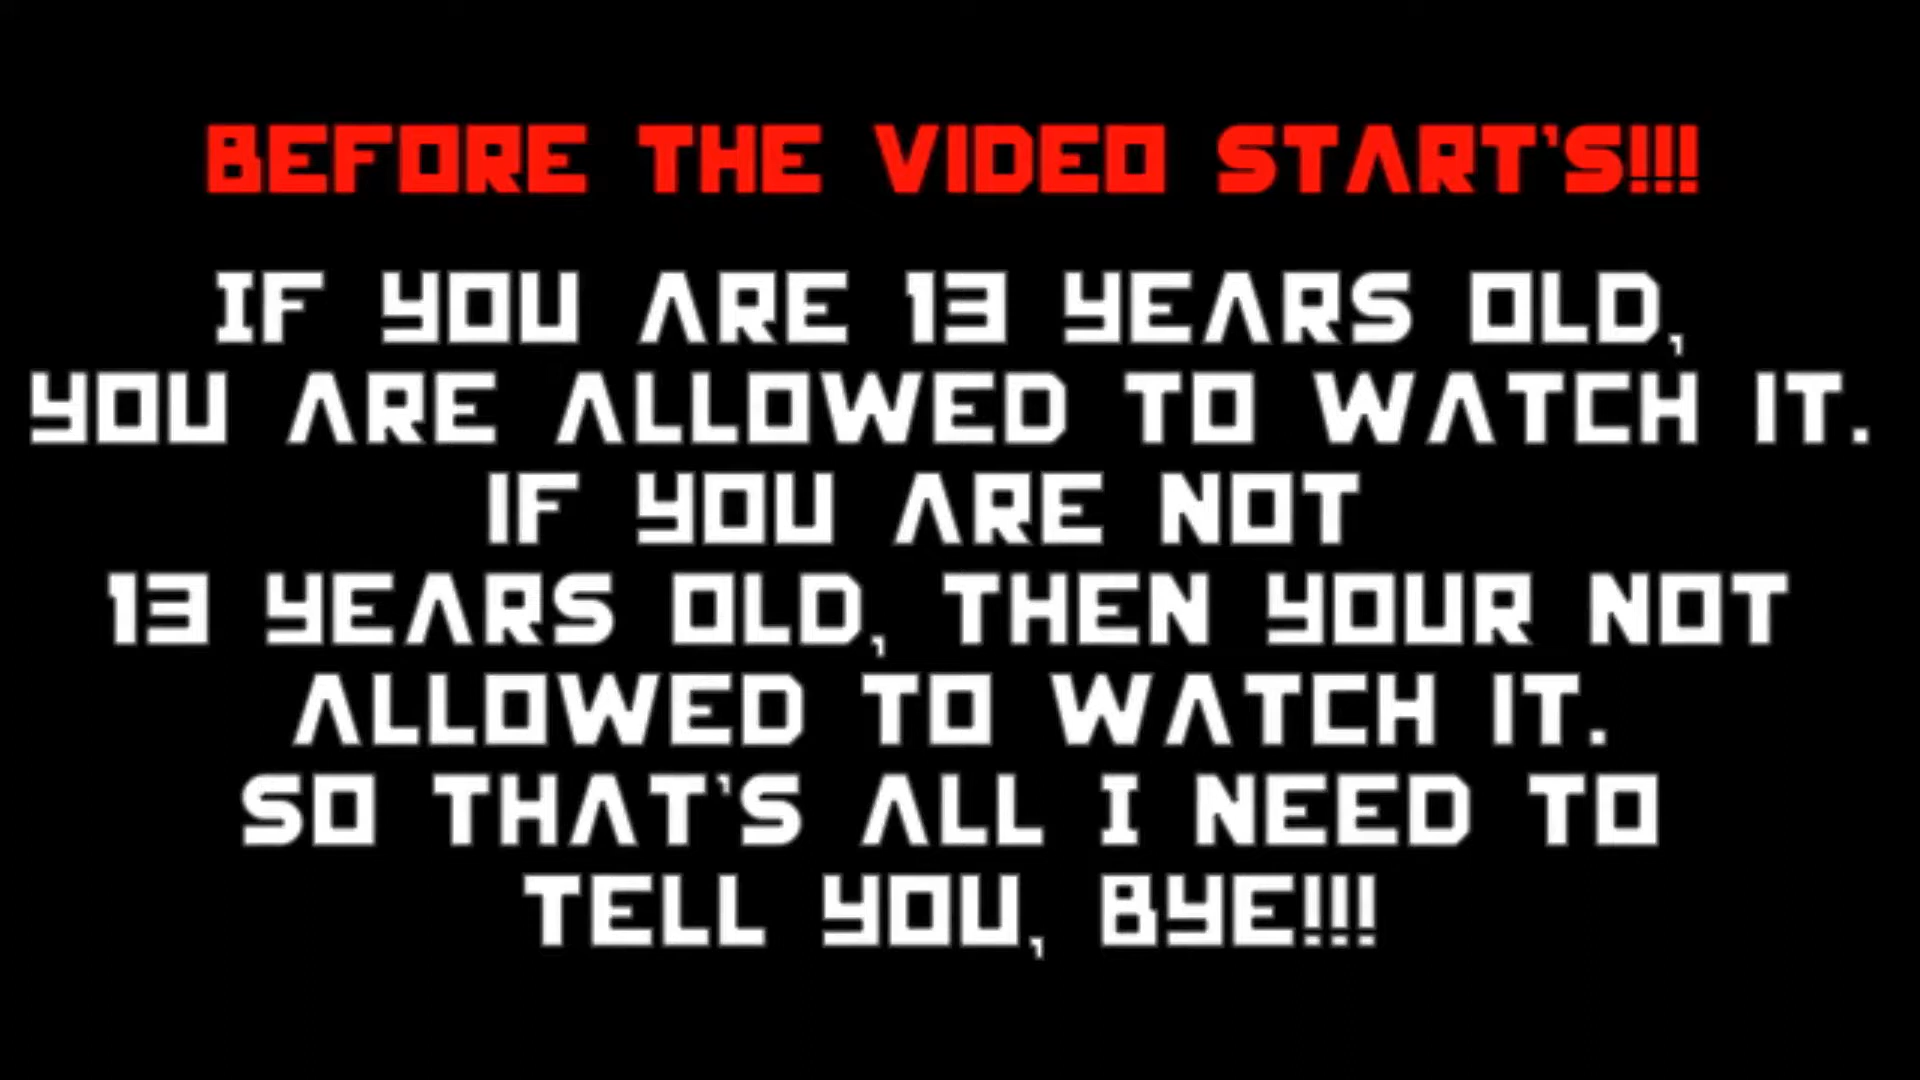 BEFORE THE VIDEO START'S!!!
IF YOU ARE 13 YEARS OLD,
YOU ARE ALLOWED TO WATCH IT.
IF YOU ARE NOT
13 YEARS OLD, THEN YOUR NOT
ALLOWED TO WATCH IT.
SO THAT'S ALL I NEED TO
TELL YOU, BYE!!!